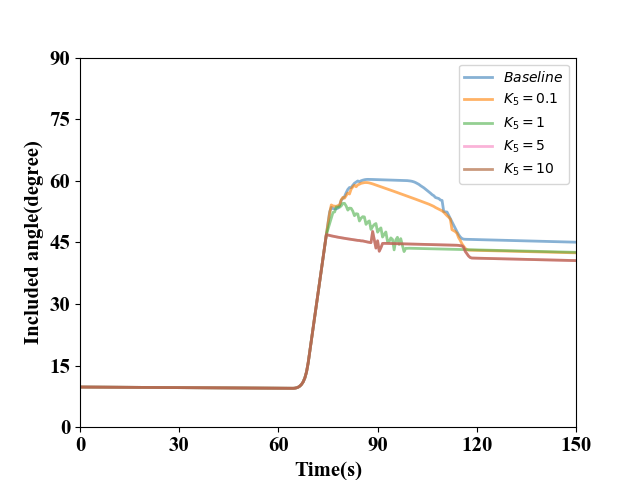 90
75
60
45
30
15
0
Included angle(degree)
0 30 60 90 120 150
Time(s)
Baseline
K₅ = 0.1
K₅ = 1
K₅ = 5
K₅ = 10